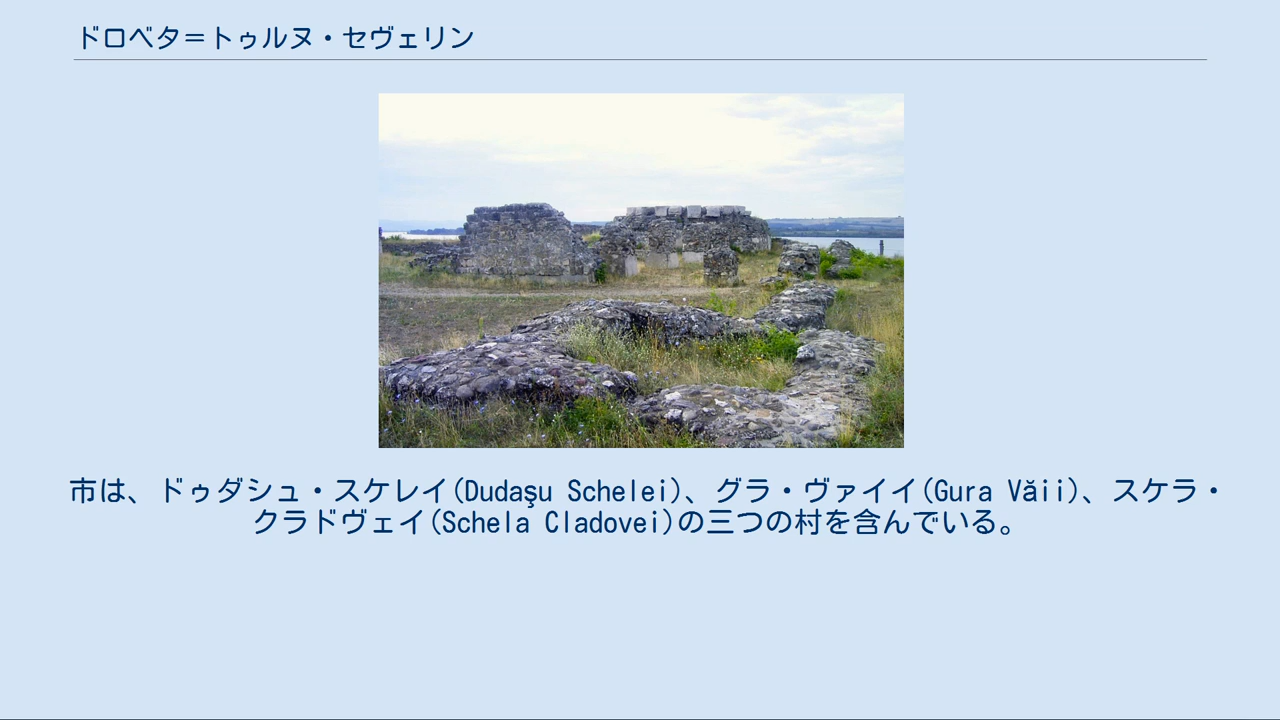 ドロベタ＝トゥルヌ・セヴェリン
市は、ドゥダシュ・スケレイ(Dudaşu Schelei)、グラ・ヴァイイ(Gura Văii)、スケラ・
クラドヴェイ(Schela Cladovei)の三つの村を含んでいる。